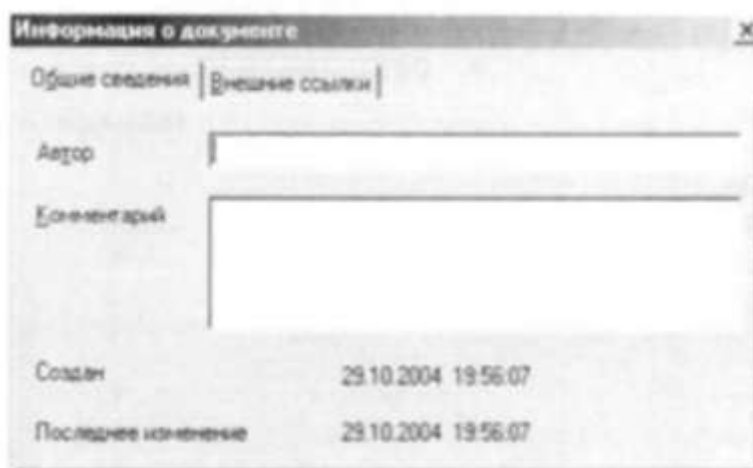 Информация о документе
Общие сведения Внешние ссылки
Автор
Комментарий
Создан 29.10.2004 19:56:07
Последнее изменение 29.10.2004 19:56:07